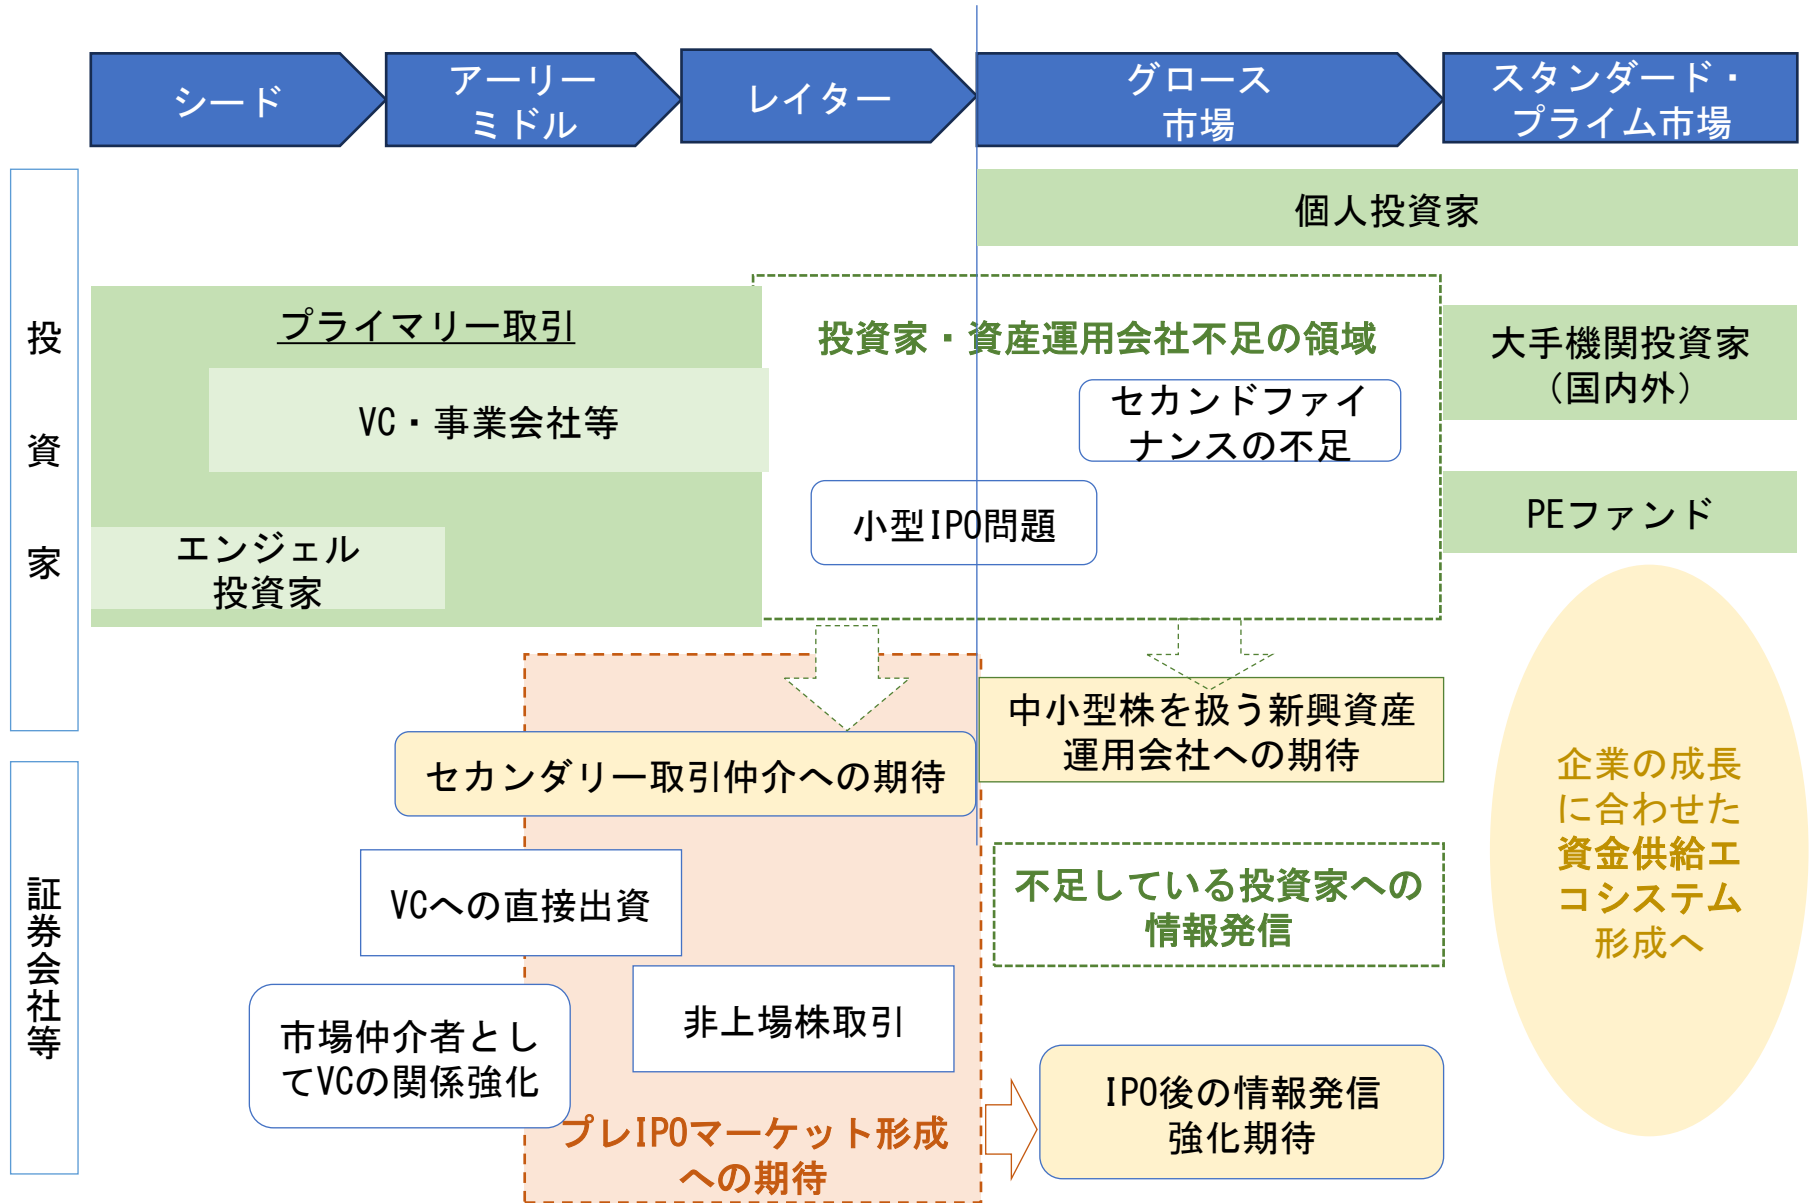 シード
アーリー
ミドル
レイター
グロース
市場
スタンダード・
プライム市場
投資家
個人投資家
プライマリー取引
VC・事業会社等
エンジェル
投資家
投資家・資産運用会社不足の領域
セカンドファイ
ナンスの不足
小型IPO問題
大手機関投資家
（国内外）
PEファンド
中小型株を扱う新興資産
運用会社への期待
セカンダリー取引仲介への期待
証券会社等
VCへの直接出資
不足している投資家への
情報発信
非上場株取引
市場仲介者とし
てVCの関係強化
プレIPOマーケット形成
への期待
IPO後の情報発信
強化期待
企業の成長
に合わせた
資金供給エ
コシステム
形成へ